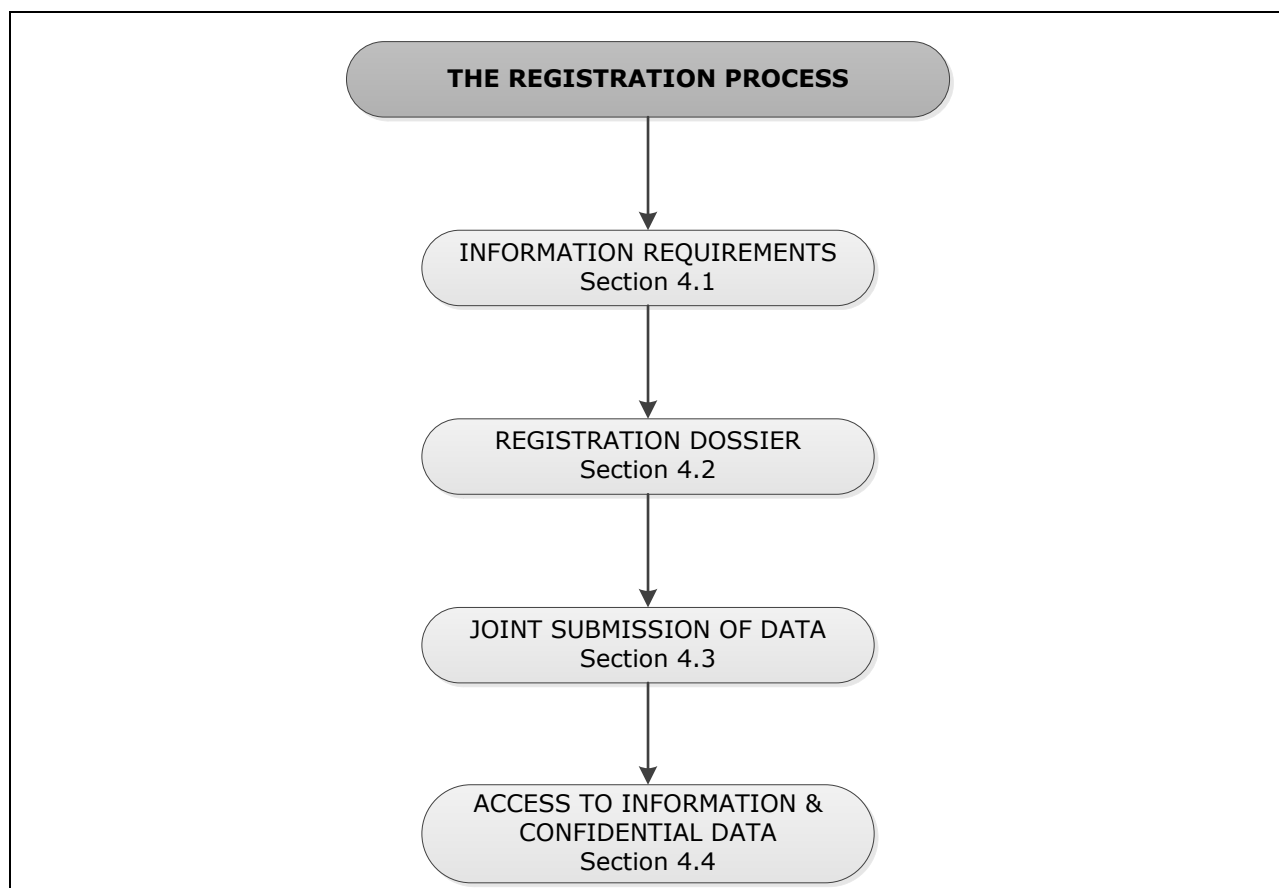 THE REGISTRATION PROCESS
INFORMATION REQUIREMENTS
Section 4.1
REGISTRATION DOSSIER
Section 4.2
JOINT SUBMISSION OF DATA
Section 4.3
ACCESS TO INFORMATION &
CONFIDENTIAL DATA
Section 4.4